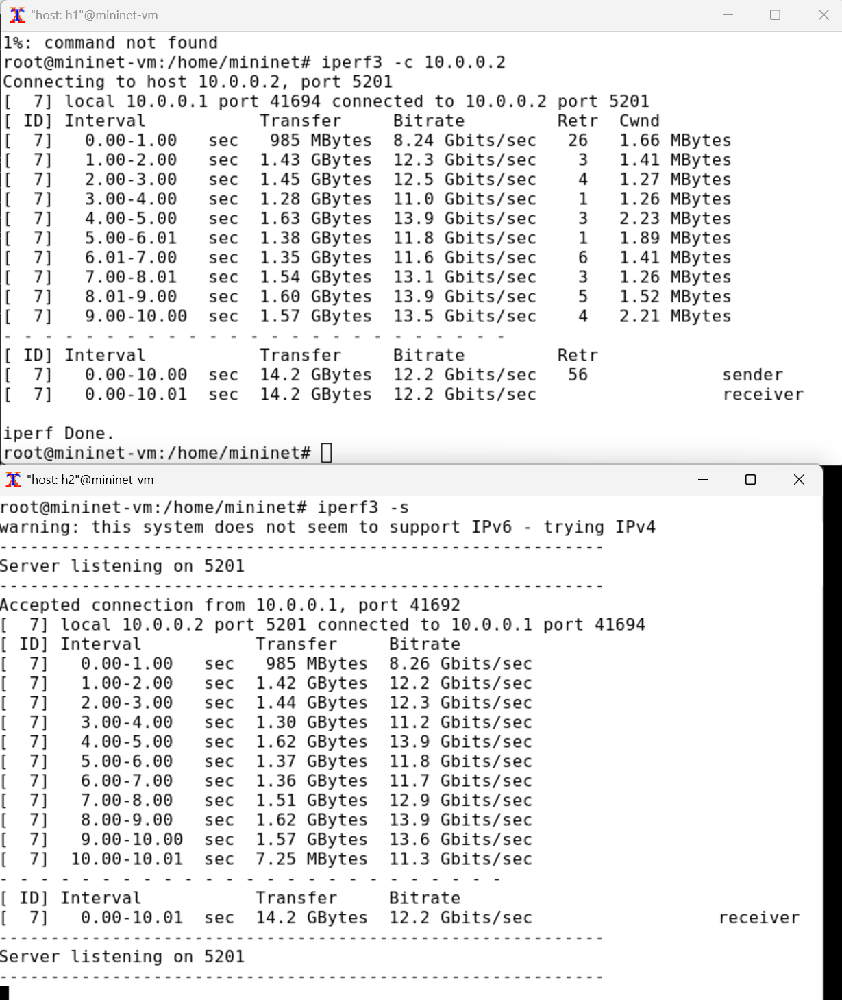 "host: h1"@mininet-vm
1%: command not found
root@mininet-vm:/home/mininet# iperf3 -c 10.0.0.2
Connecting to host 10.0.0.2, port 5201
[  7] local 10.0.0.1 port 41694 connected to 10.0.0.2 port 5201
[ ID] Interval           Transfer     Bitrate         Retr  Cwnd
[  7]   0.00-1.00   sec   985 MBytes  8.24 Gbits/sec   26   1.66 MBytes
[  7]   1.00-2.00   sec  1.43 GBytes  12.3 Gbits/sec    3   1.41 MBytes
[  7]   2.00-3.00   sec  1.45 GBytes  12.5 Gbits/sec    4   1.27 MBytes
[  7]   3.00-4.00   sec  1.28 GBytes  11.0 Gbits/sec    1   1.26 MBytes
[  7]   4.00-5.00   sec  1.63 GBytes  13.9 Gbits/sec    3   2.23 MBytes
[  7]   5.00-6.01   sec  1.38 GBytes  11.8 Gbits/sec    1   1.89 MBytes
[  7]   6.01-7.00   sec  1.35 GBytes  11.6 Gbits/sec    6   1.41 MBytes
[  7]   7.00-8.01   sec  1.54 GBytes  13.1 Gbits/sec    3   1.26 MBytes
[  7]   8.01-9.00   sec  1.60 GBytes  13.9 Gbits/sec    5   1.52 MBytes
[  7]   9.00-10.00  sec  1.57 GBytes  13.5 Gbits/sec    4   2.21 MBytes
- - - - - - - - - - - - - - - - - - - - - - - - -
[ ID] Interval           Transfer     Bitrate         Retr
[  7]   0.00-10.00  sec  14.2 GBytes  12.2 Gbits/sec   56             sender
[  7]   0.00-10.01  sec  14.2 GBytes  12.2 Gbits/sec                  receiver
iperf Done.
root@mininet-vm:/home/mininet#
"host: h2"@mininet-vm
root@mininet-vm:/home/mininet# iperf3 -s
warning: this system does not seem to support IPv6 - trying IPv4
-----------------------------------------------------------
Server listening on 5201
-----------------------------------------------------------
Accepted connection from 10.0.0.1, port 41692
[  7] local 10.0.0.2 port 5201 connected to 10.0.0.1 port 41694
[ ID] Interval           Transfer     Bitrate
[  7]   0.00-1.00   sec   985 MBytes  8.26 Gbits/sec
[  7]   1.00-2.00   sec  1.42 GBytes  12.2 Gbits/sec
[  7]   2.00-3.00   sec  1.44 GBytes  12.3 Gbits/sec
[  7]   3.00-4.00   sec  1.30 GBytes  11.2 Gbits/sec
[  7]   4.00-5.00   sec  1.62 GBytes  13.9 Gbits/sec
[  7]   5.00-6.00   sec  1.37 GBytes  11.8 Gbits/sec
[  7]   6.00-7.00   sec  1.36 GBytes  11.7 Gbits/sec
[  7]   7.00-8.00   sec  1.51 GBytes  12.9 Gbits/sec
[  7]   8.00-9.00   sec  1.62 GBytes  13.9 Gbits/sec
[  7]   9.00-10.00  sec  1.57 GBytes  13.6 Gbits/sec
[  7]  10.00-10.01  sec  7.25 MBytes  11.3 Gbits/sec
- - - - - - - - - - - - - - - - - - - - - - - - -
[ ID] Interval           Transfer     Bitrate
[  7]   0.00-10.01  sec  14.2 GBytes  12.2 Gbits/sec                  receiver
-----------------------------------------------------------
Server listening on 5201
-----------------------------------------------------------